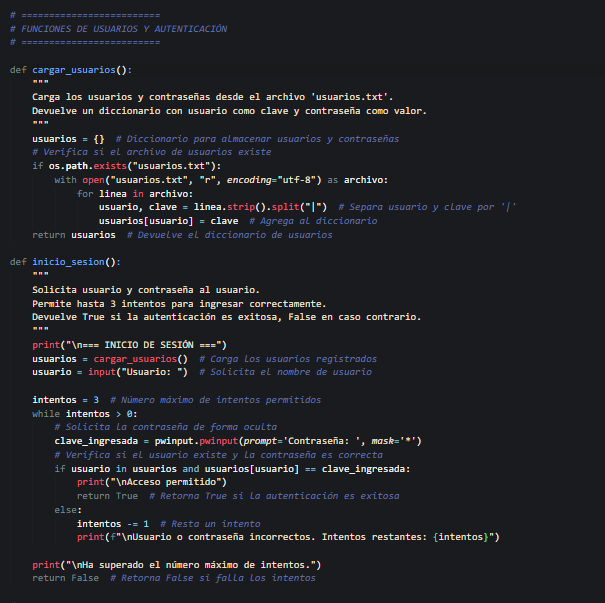 # =========================
# FUNCIONES DE USUARIOS Y AUTENTICACIÓN
# =========================
def cargar_usuarios():
    """
    Carga los usuarios y contraseñas desde el archivo 'usuarios.txt'.
    Devuelve un diccionario con usuario como clave y contraseña como valor.
    """
    usuarios = {}  # Diccionario para almacenar usuarios y contraseñas
    # Verifica si el archivo de usuarios existe
    if os.path.exists("usuarios.txt"):
        with open("usuarios.txt", "r", encoding="utf-8") as archivo:
            for linea in archivo:
                usuario, clave = linea.strip().split("|")  # Separa usuario y clave por '|'
                usuarios[usuario] = clave  # Agrega al diccionario
    return usuarios  # Devuelve el diccionario de usuarios
def inicio_sesion():
    """
    Solicita usuario y contraseña al usuario.
    Permite hasta 3 intentos para ingresar correctamente.
    Devuelve True si la autenticación es exitosa, False en caso contrario.
    """
    print("\n=== INICIO DE SESIÓN ===")
    usuarios = cargar_usuarios()  # Carga los usuarios registrados
    usuario = input("Usuario: ")  # Solicita el nombre de usuario
    intentos = 3  # Número máximo de intentos permitidos
    while intentos > 0:
        # Solicita la contraseña de forma oculta
        clave_ingresada = pwinput.pwinput(prompt='Contraseña: ', mask='*')
        # Verifica si el usuario existe y la contraseña es correcta
        if usuario in usuarios and usuarios[usuario] == clave_ingresada:
            print("\nAcceso permitido")
            return True  # Retorna True si la autenticación es exitosa
        else:
            intentos -= 1  # Resta un intento
            print(f"\nUsuario o contraseña incorrectos. Intentos restantes: {intentos}")
    print("\nHa superado el número máximo de intentos.")
    return False  # Retorna False si falla los intentos